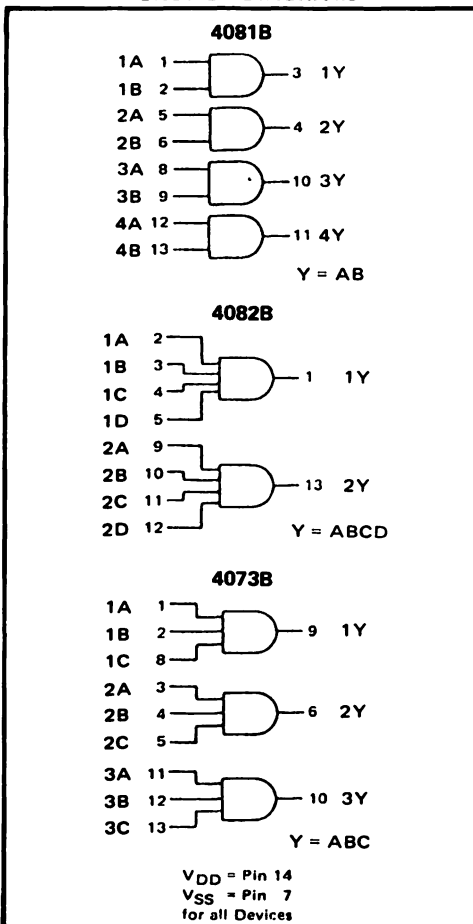 4081B
1A 1 3 1Y
1B 2
2A 5 4 2Y
2B 6
3A 8 10 3Y
3B 9
4A 12 11 4Y
4B 13
Y = AB
4082B
1A 2
1B 3 1 1Y
1C 4
1D 5
2A 9
2B 10 13 2Y
2C 11
2D 12
Y = ABCD
4073B
1A 1
1B 2 9 1Y
1C 8
2A 3
2B 4 6 2Y
2C 5
3A 11
3B 12 10 3Y
3C 13
Y = ABC
VDD = Pin 14
VSS = Pin 7
for all Devices